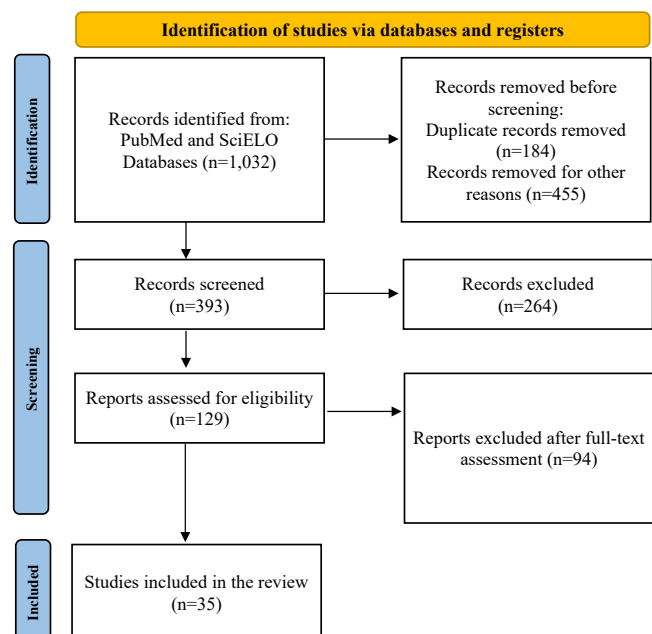 Identification of studies via databases and registers
Identification
Records identified from:
PubMed and SciELO
Databases (n=1,032)
Records removed before
screening:
Duplicate records removed
(n=184)
Records removed for other
reasons (n=455)
Screening
Records screened
(n=393)
Records excluded
(n=264)
Reports assessed for eligibility
(n=129)
Reports excluded after full-text
assessment (n=94)
Included
Studies included in the review
(n=35)